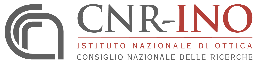 CNR-INO
ISTITUTO NAZIONALE DI OTTICA
CONSIGLIO NAZIONALE DELLE RICERCHE